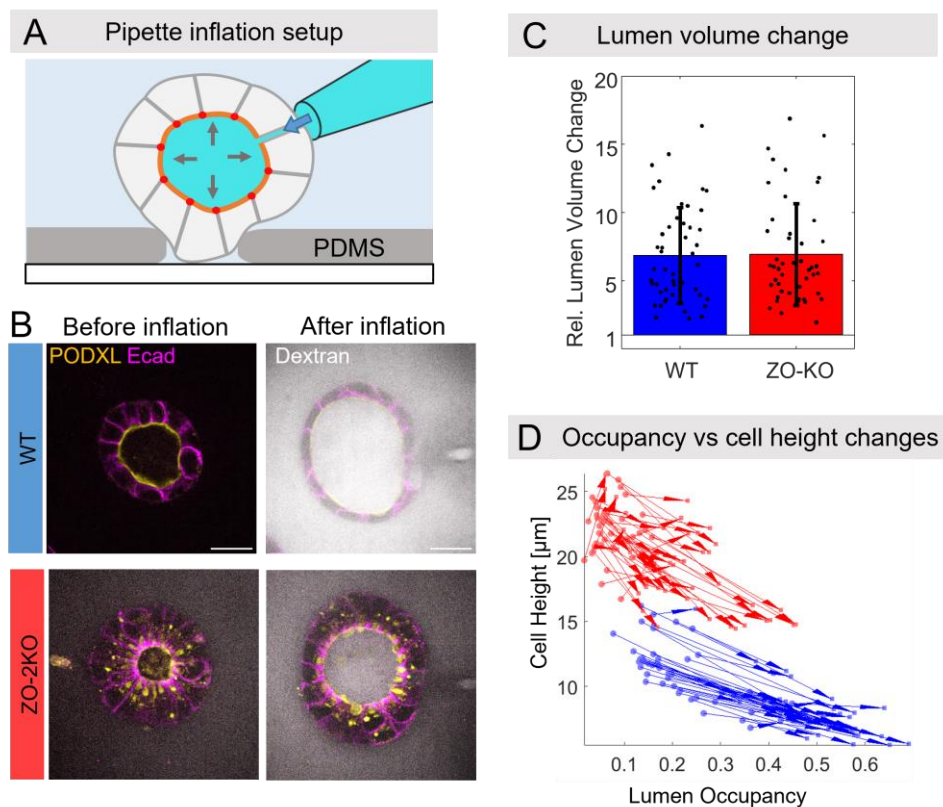 A Pipette inflation setup
PDMS
B Before inflation After inflation
PODXL Ecad
Dextran
WT
ZO-2KO
C Lumen volume change
Rel. Lumen Volume Change
20
15
10
5
1
WT ZO-KO
D Occupancy vs cell height changes
Cell Height [µm]
25
20
15
10
0.1 0.2 0.3 0.4 0.5 0.6
Lumen Occupancy